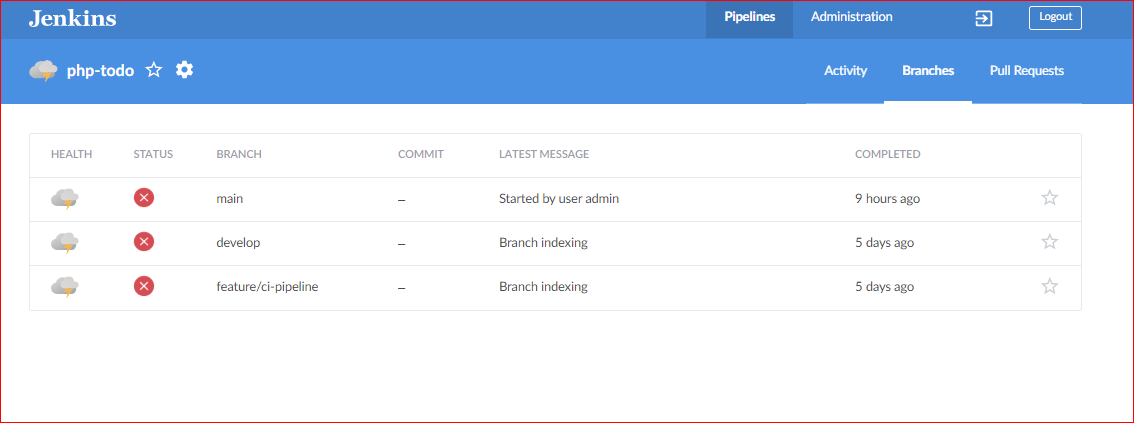 Jenkins Pipelines Administration Logout
php-todo Activity Branches Pull Requests
HEALTH STATUS BRANCH COMMIT LATEST MESSAGE COMPLETED
main – Started by user admin 9 hours ago
develop – Branch indexing 5 days ago
feature/ci-pipeline – Branch indexing 5 days ago